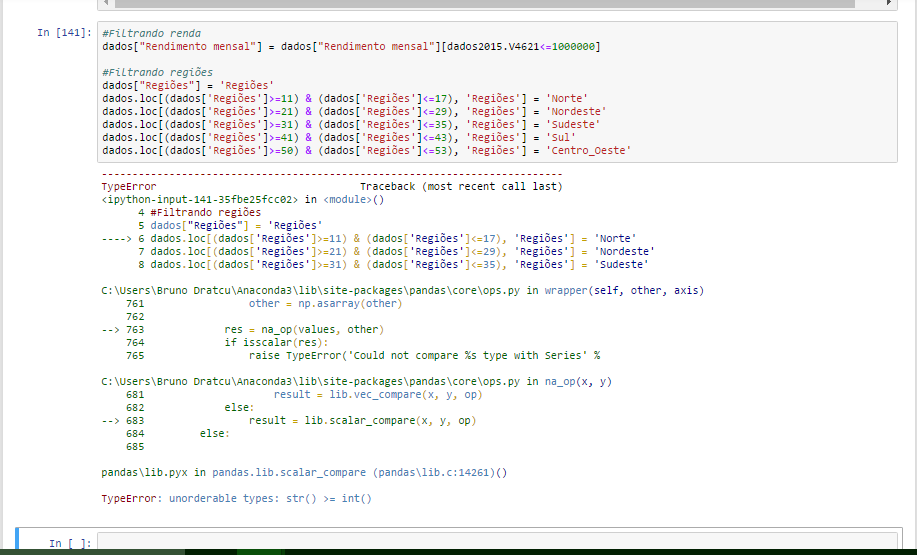 In [141]:
#Filtrando renda
dados["Rendimento mensal"] = dados["Rendimento mensal"][dados2015.V4621<=1000000]
#Filtrando regiões
dados["Regiões"] = 'Regiões'
dados.loc[(dados['Regiões']>=11) & (dados['Regiões']<=17), 'Regiões'] = 'Norte'
dados.loc[(dados['Regiões']>=21) & (dados['Regiões']<=29), 'Regiões'] = 'Nordeste'
dados.loc[(dados['Regiões']>=31) & (dados['Regiões']<=35), 'Regiões'] = 'Sudeste'
dados.loc[(dados['Regiões']>=41) & (dados['Regiões']<=43), 'Regiões'] = 'Sul'
dados.loc[(dados['Regiões']>=50) & (dados['Regiões']<=53), 'Regiões'] = 'Centro_Oeste'
---------------------------------------------------------------------------
TypeError                                 Traceback (most recent call last)
<ipython-input-141-35fbe25fcc02> in <module>()
4 #Filtrando regiões
5 dados["Regiões"] = 'Regiões'
----> 6 dados.loc[(dados['Regiões']>=11) & (dados['Regiões']<=17), 'Regiões'] = 'Norte'
7 dados.loc[(dados['Regiões']>=21) & (dados['Regiões']<=29), 'Regiões'] = 'Nordeste'
8 dados.loc[(dados['Regiões']>=31) & (dados['Regiões']<=35), 'Regiões'] = 'Sudeste'
C:\Users\Bruno Dratcu\Anaconda3\lib\site-packages\pandas\core\ops.py in wrapper(self, other, axis)
761 other = np.asarray(other)
762
--> 763 res = na_op(values, other)
764 if isscalar(res):
765 raise TypeError('Could not compare %s type with Series' %
C:\Users\Bruno Dratcu\Anaconda3\lib\site-packages\pandas\core\ops.py in na_op(x, y)
681 result = lib.vec_compare(x, y, op)
682 else:
--> 683 result = lib.scalar_compare(x, y, op)
684 else:
685
pandas\lib.pyx in pandas.lib.scalar_compare (pandas\lib.c:14261)()
TypeError: unorderable types: str() >= int()
In [ ]: